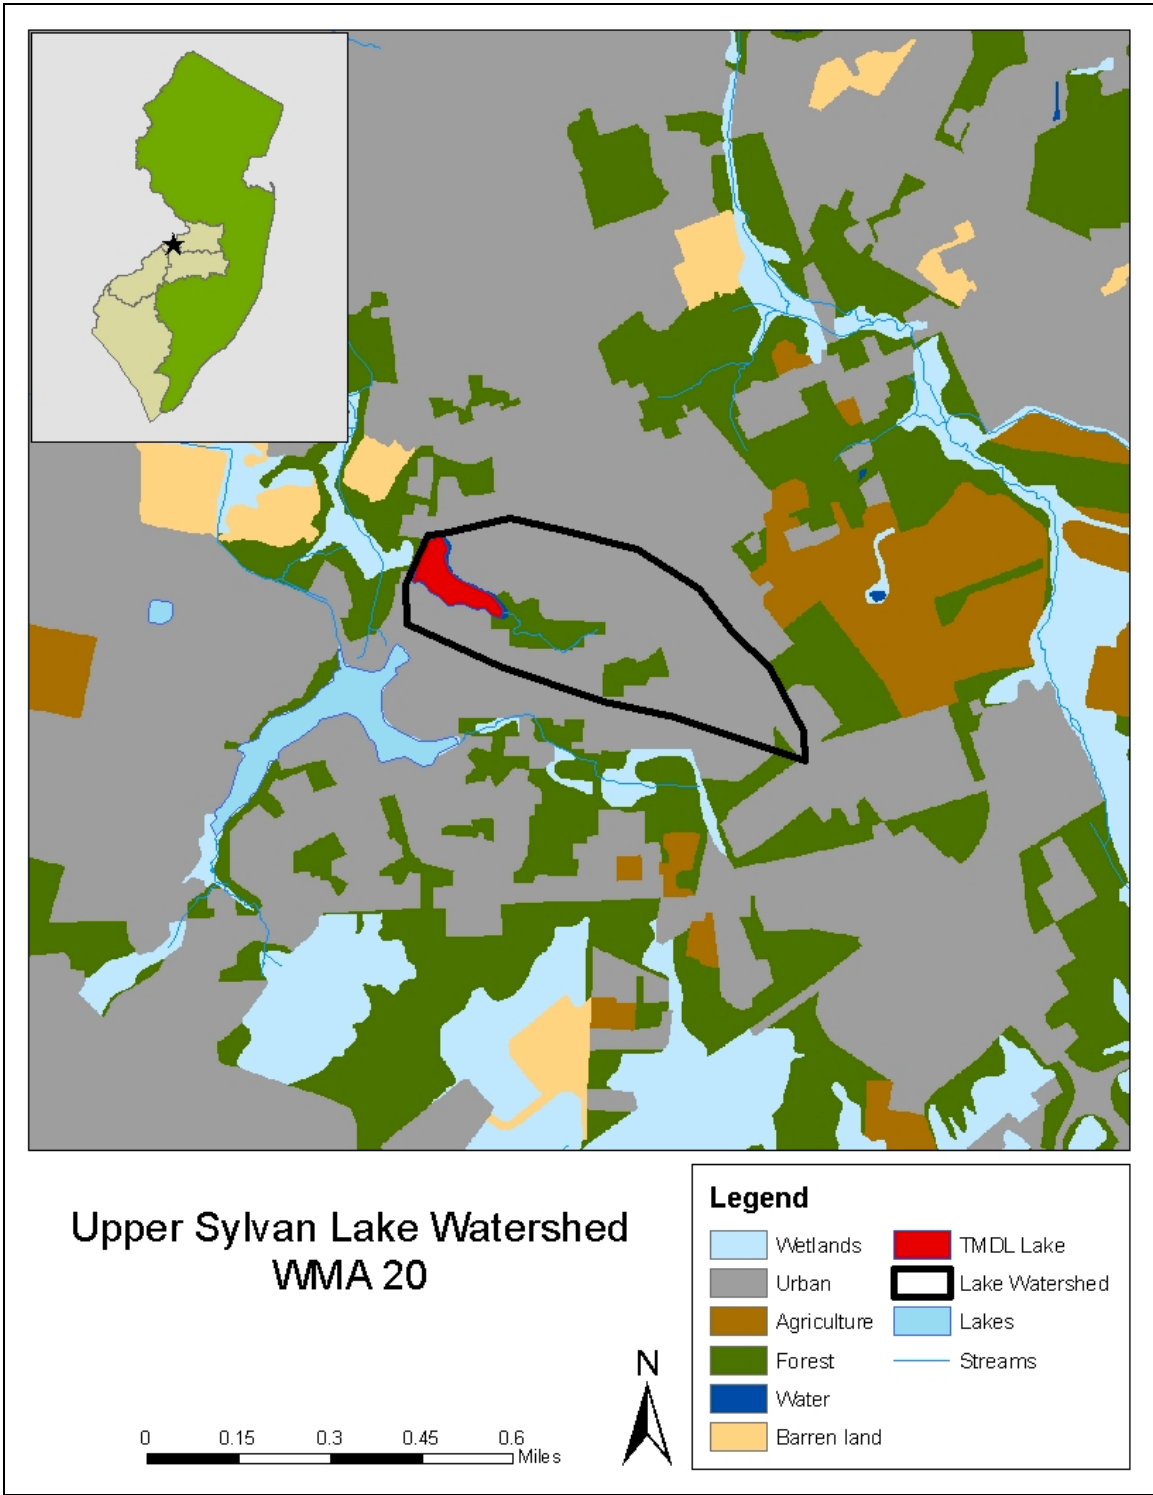 Upper Sylvan Lake Watershed
WMA 20
0 0.15 0.3 0.45 0.6
Miles
N
Legend
Wetlands
Urban
Agriculture
Forest
Water
Barren land
TMDL Lake
Lake Watershed
Lakes
Streams